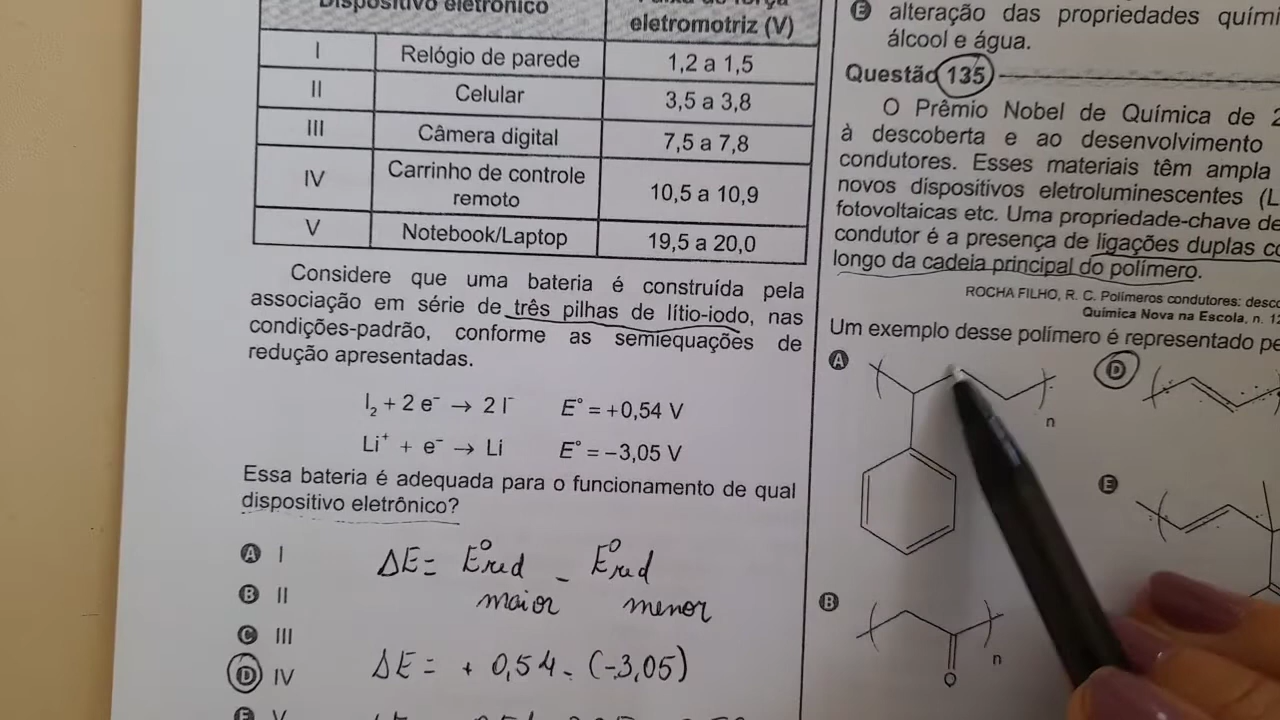 Dispositivo eletrônico
eletromotriz (V)
I Relógio de parede 1,2 a 1,5
II Celular 3,5 a 3,8
III Câmera digital 7,5 a 7,8
IV Carrinho de controle remoto 10,5 a 10,9
V Notebook/Laptop 19,5 a 20,0
Considere que uma bateria é construída pela
associação em série de três pilhas de lítio-iodo, nas
condições-padrão, conforme as semiequações de
redução apresentadas.
I₂ + 2 e⁻ → 2 I⁻ E° = +0,54 V
Li⁺ + e⁻ → Li E° = −3,05 V
Essa bateria é adequada para o funcionamento de qual
dispositivo eletrônico?
A I
B II
C III
D IV
E V
ΔE = E°red - E°red
maior menor
ΔE = + 0,54 - (-3,05)
E alteração das propriedades quími
álcool e água.
Questão 135
O Prêmio Nobel de Química de 2
à descoberta e ao desenvolvimento
condutores. Esses materiais têm ampla
novos dispositivos eletroluminescentes (L
fotovoltaicas etc. Uma propriedade-chave de
condutor é a presença de ligações duplas co
longo da cadeia principal do polímero.
ROCHA FILHO, R. C. Polímeros condutores: desc
Química Nova na Escola, n. 12
Um exemplo desse polímero é representado pe
A
n
D
E
B
n
O